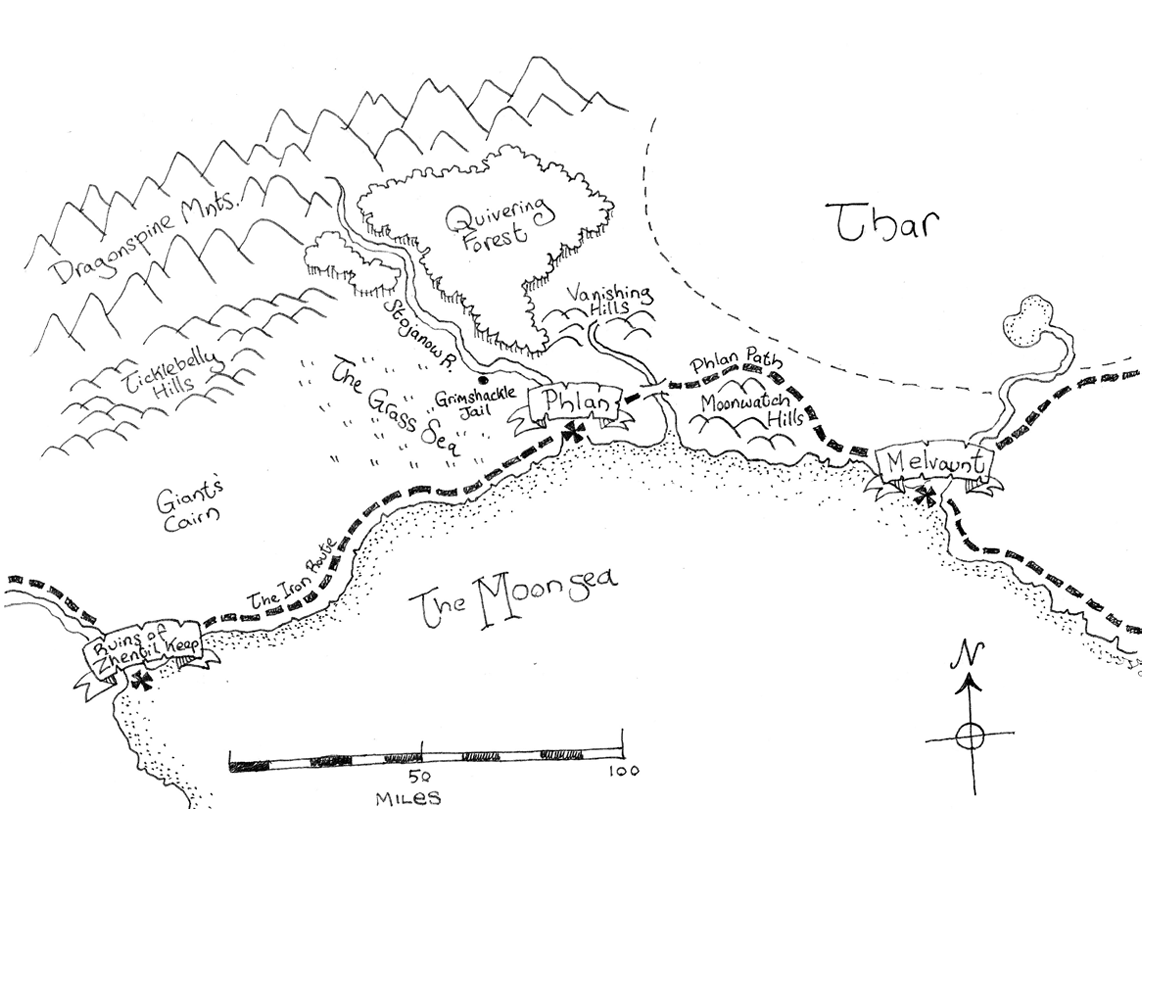 Dragonspine Mnts.
Quivering
Forest
Thar
Vanishing
Hills
Stojanow R.
Ticklebelly
Hills
The Grass Sea
Grimshackle
Jail
Phlan
Phlan Path
Moonwatch
Hills
Melvaunt
Giants'
Cairn
The Iron Route
The Moonsea
Ruins of
Zhentil Keep
N
50
100
MILES